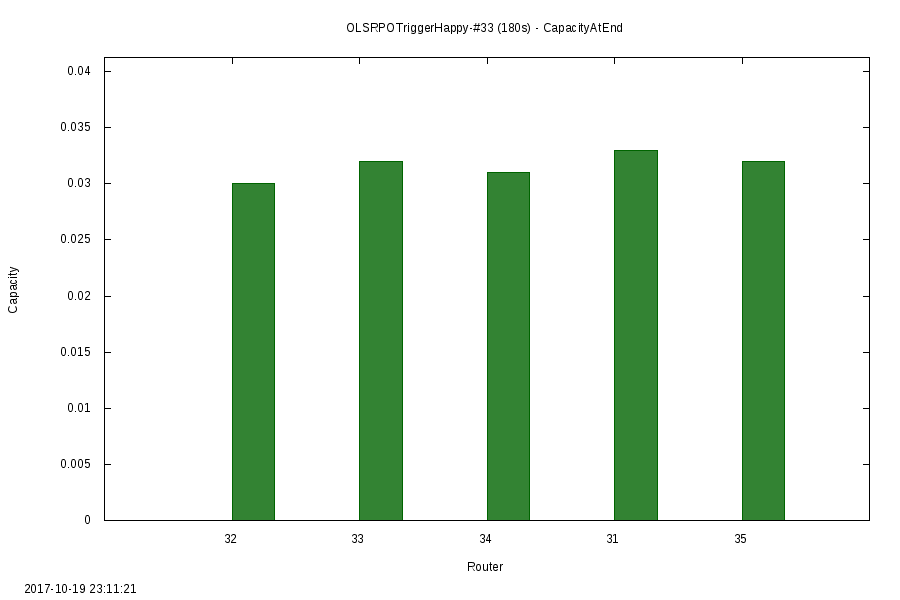 OLSRPOTriggerHappy-#33 (180s) - CapacityAtEnd
0.04
0.035
0.03
0.025
0.02
0.015
0.01
0.005
0
Capacity
32 33 34 31 35
Router
2017-10-19 23:11:21